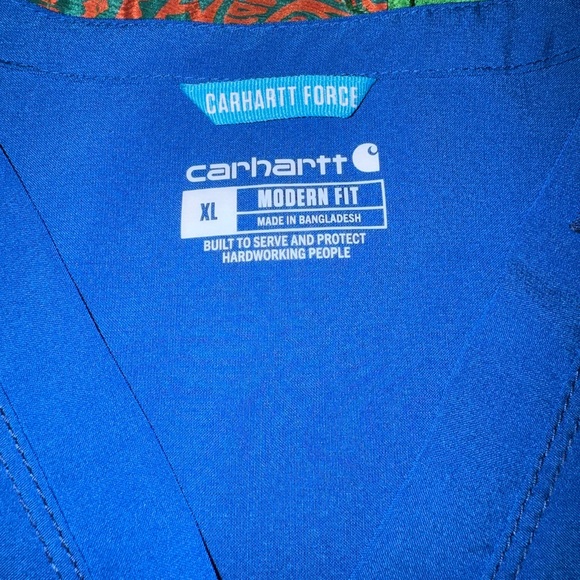 CARHARTT FORCE
carhartt
XL MODERN FIT
MADE IN BANGLADESH
BUILT TO SERVE AND PROTECT
HARDWORKING PEOPLE